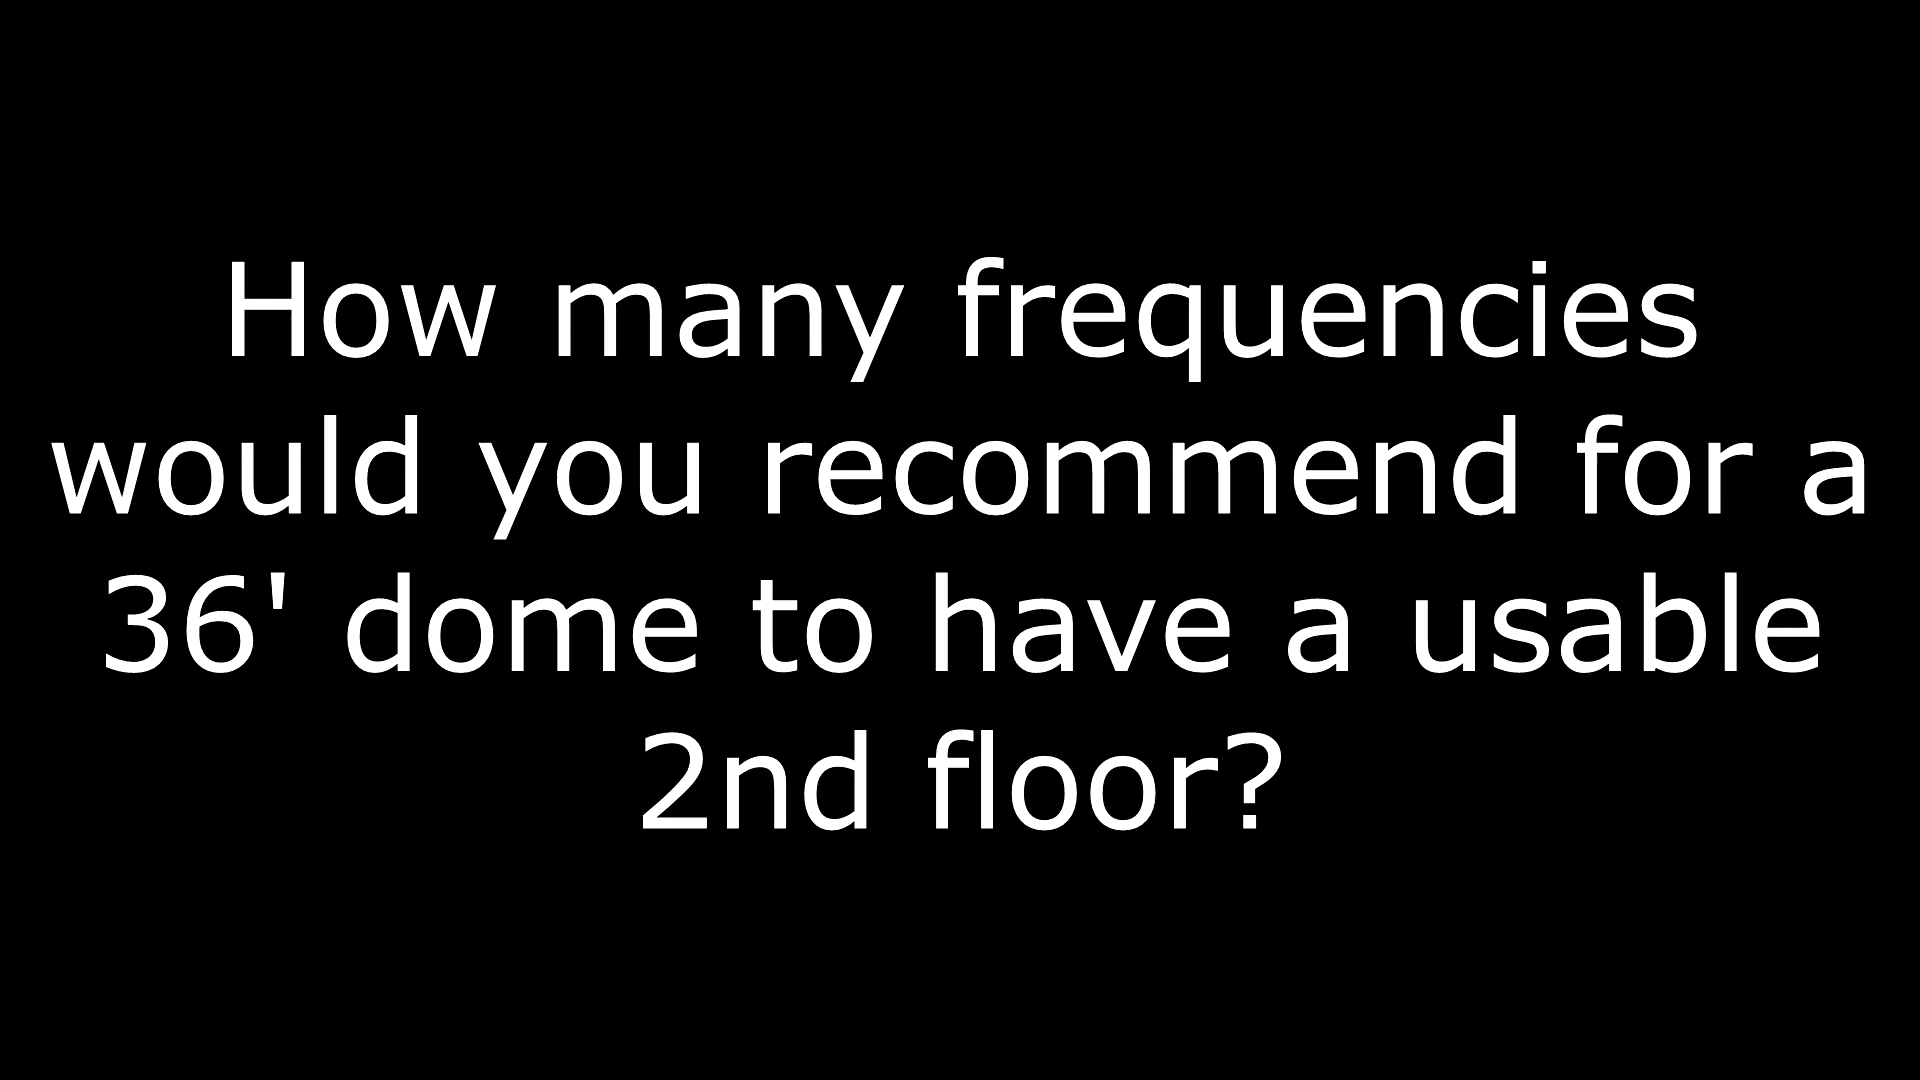 How many frequencies
would you recommend for a
36' dome to have a usable
2nd floor?